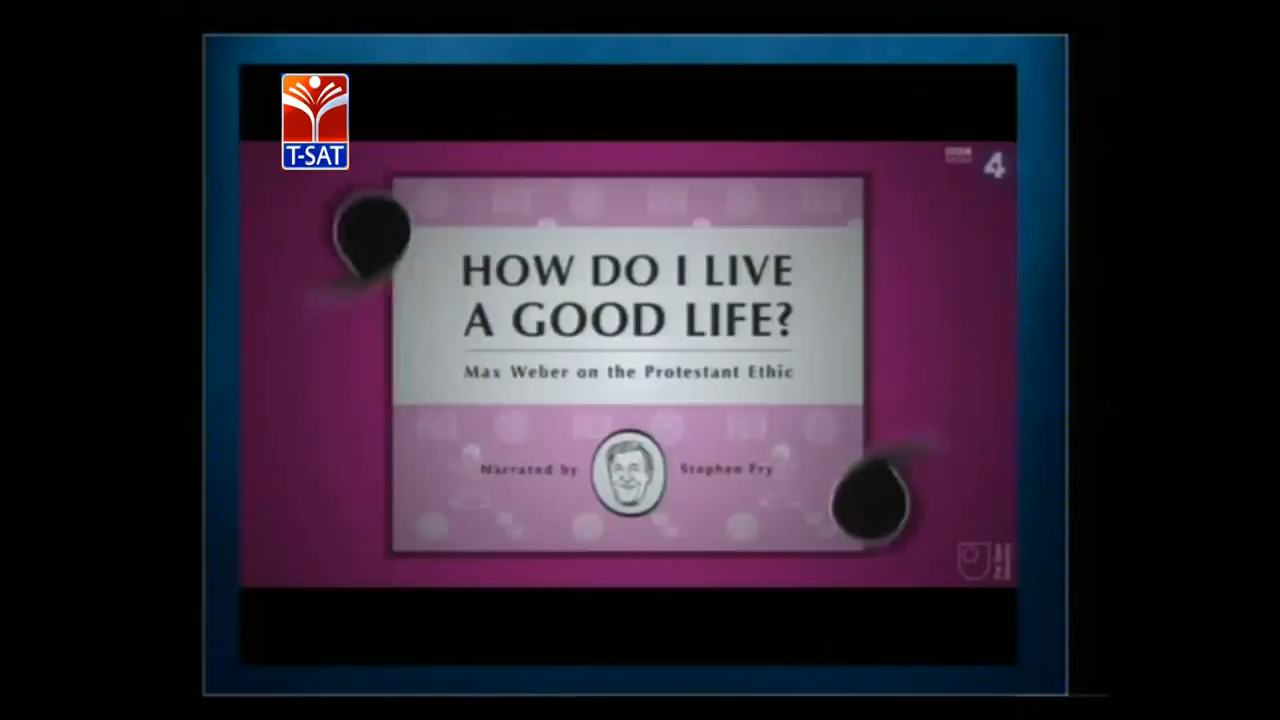 T-SAT
4
HOW DO I LIVE
A GOOD LIFE?
Max Weber on the Protestant Ethic
Narrated by
Stephen Fry